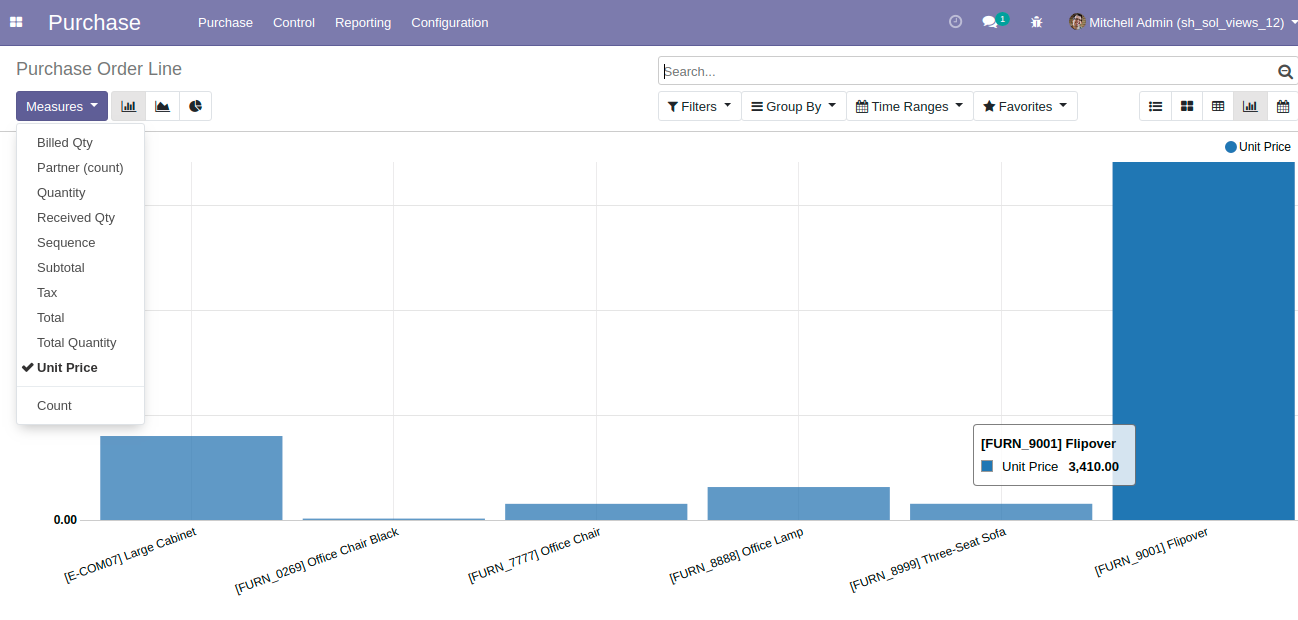 Purchase Purchase Control Reporting Configuration 1 Mitchell Admin (sh_sol_views_12)
Purchase Order Line
Search...
Measures Filters Group By Time Ranges Favorites
Billed Qty
Partner (count)
Quantity
Received Qty
Sequence
Subtotal
Tax
Total
Total Quantity
Unit Price
Count
Unit Price
[FURN_9001] Flipover
Unit Price 3,410.00
0.00
[E-COM07] Large Cabinet
[FURN_0269] Office Chair Black
[FURN_7777] Office Chair
[FURN_8888] Office Lamp
[FURN_8999] Three-Seat Sofa
[FURN_9001] Flipover